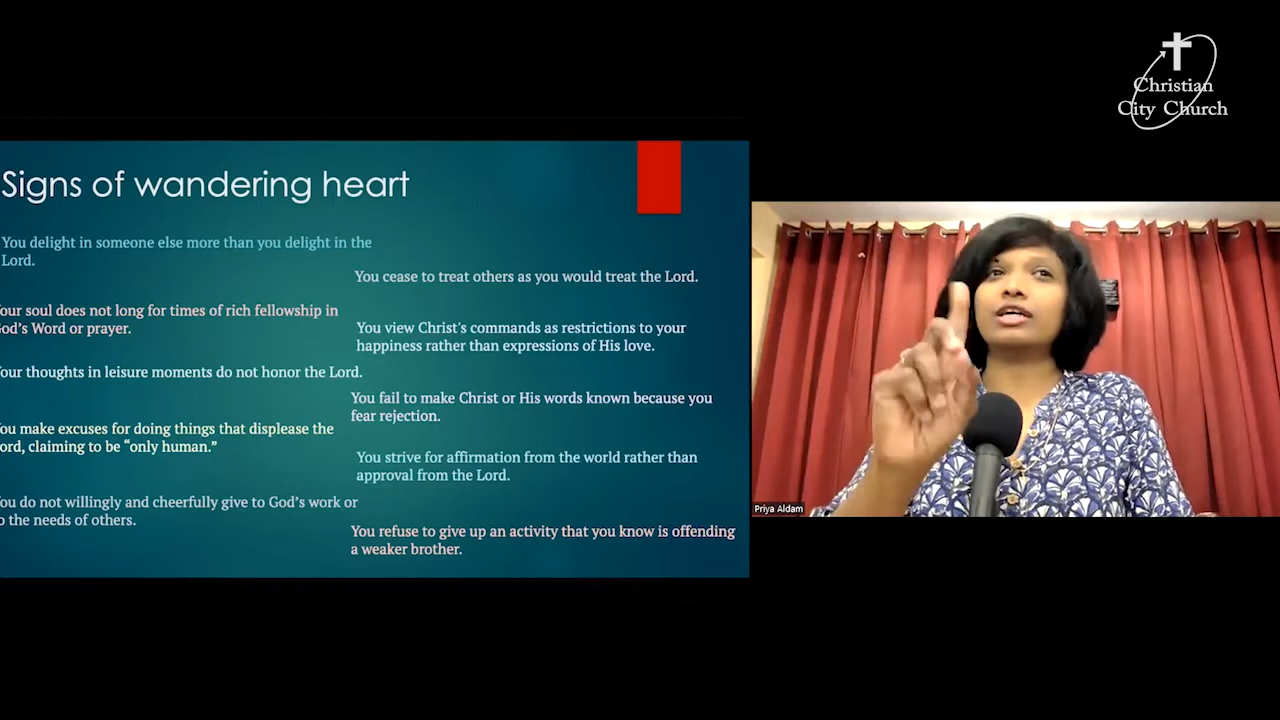 Christian
City Church
Signs of wandering heart
You delight in someone else more than you delight in the
Lord.
our soul does not long for times of rich fellowship in
od's Word or prayer.
our thoughts in leisure moments do not honor the Lord.
ou make excuses for doing things that displease the
ord, claiming to be “only human.”
ou do not willingly and cheerfully give to God's work or
o the needs of others.
You cease to treat others as you would treat the Lord.
You view Christ's commands as restrictions to your
happiness rather than expressions of His love.
You fail to make Christ or His words known because you
fear rejection.
You strive for affirmation from the world rather than
approval from the Lord.
You refuse to give up an activity that you know is offending
a weaker brother.
Priya Aldam